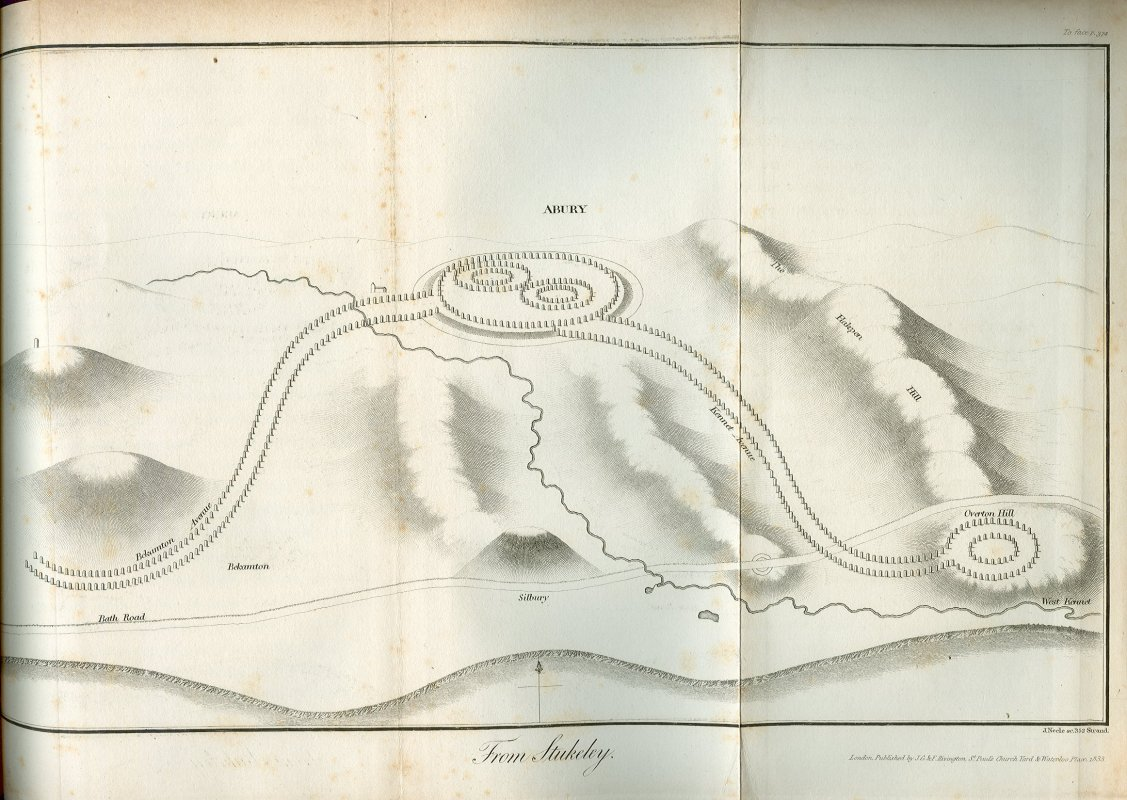 To face P. 374
ABURY
The
Hakpen
Hill
Kennet Avenue
Overton Hill
Bekamton Avenue
Bekamton
Silbury
West Kennet
Bath Road
J. Neele sc. 352 Strand.
From Stukeley.
London, Published by J.G & F. Rivington, St. Pauls Church Yard & Waterloo Place, 1833.